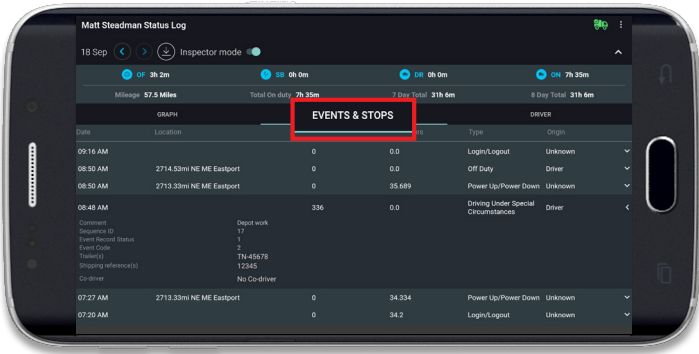 Matt Steadman Status Log
18 Sep Inspector mode
OF 3h 2m SB 0h 0m DR 0h 0m ON 7h 35m
Mileage 57.5 Miles Total On duty 7h 35m 7 Day Total 31h 6m 8 Day Total 31h 6m
GRAPH EVENTS & STOPS DRIVER
Date Location Type Origin
09:16 AM 0 0.0 Login/Logout Unknown
08:50 AM 2714.53mi NE ME Eastport 0 0.0 Off Duty Driver
08:50 AM 2713.33mi NE ME Eastport 0 35.689 Power Up/Power Down Unknown
08:48 AM 336 0.0 Driving Under Special Driver
Circumstances
Comment Depot work
Sequence ID 17
Event Record Status 1
Event Code 2
Trailer(s) TN-45678
Shipping reference(s) 12345
Co-driver No Co-driver
07:27 AM 2713.33mi NE ME Eastport 0 34.334 Power Up/Power Down Unknown
07:20 AM 0 34.2 Login/Logout Unknown